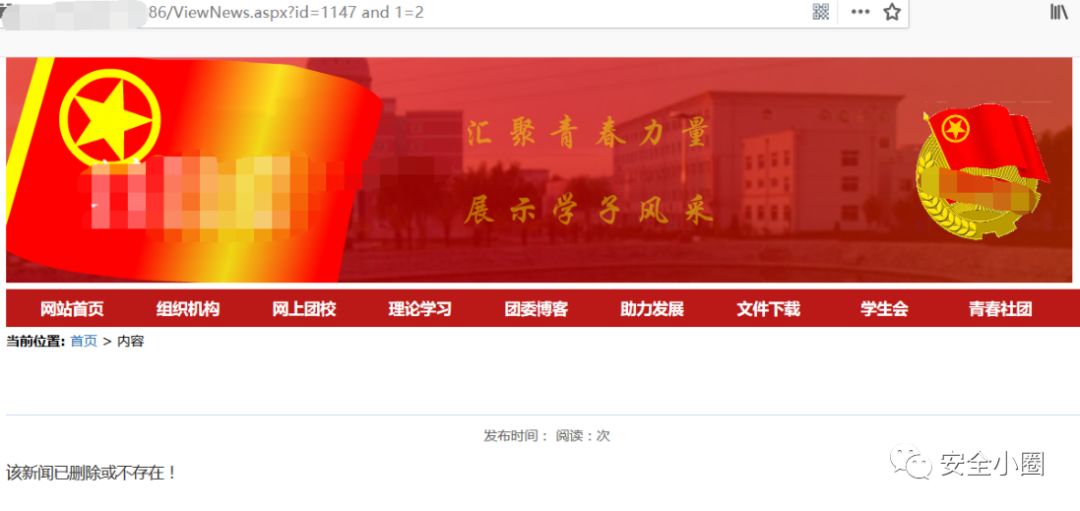 86/ViewNews.aspx?id=1147 and 1=2
汇聚青春力量
展示学子风采
网站首页 组织机构 网上团校 理论学习 团委博客 助力发展 文件下载 学生会 青春社团
当前位置: 首页 > 内容
发布时间： 阅读：次
该新闻已删除或不存在！
安全小圈